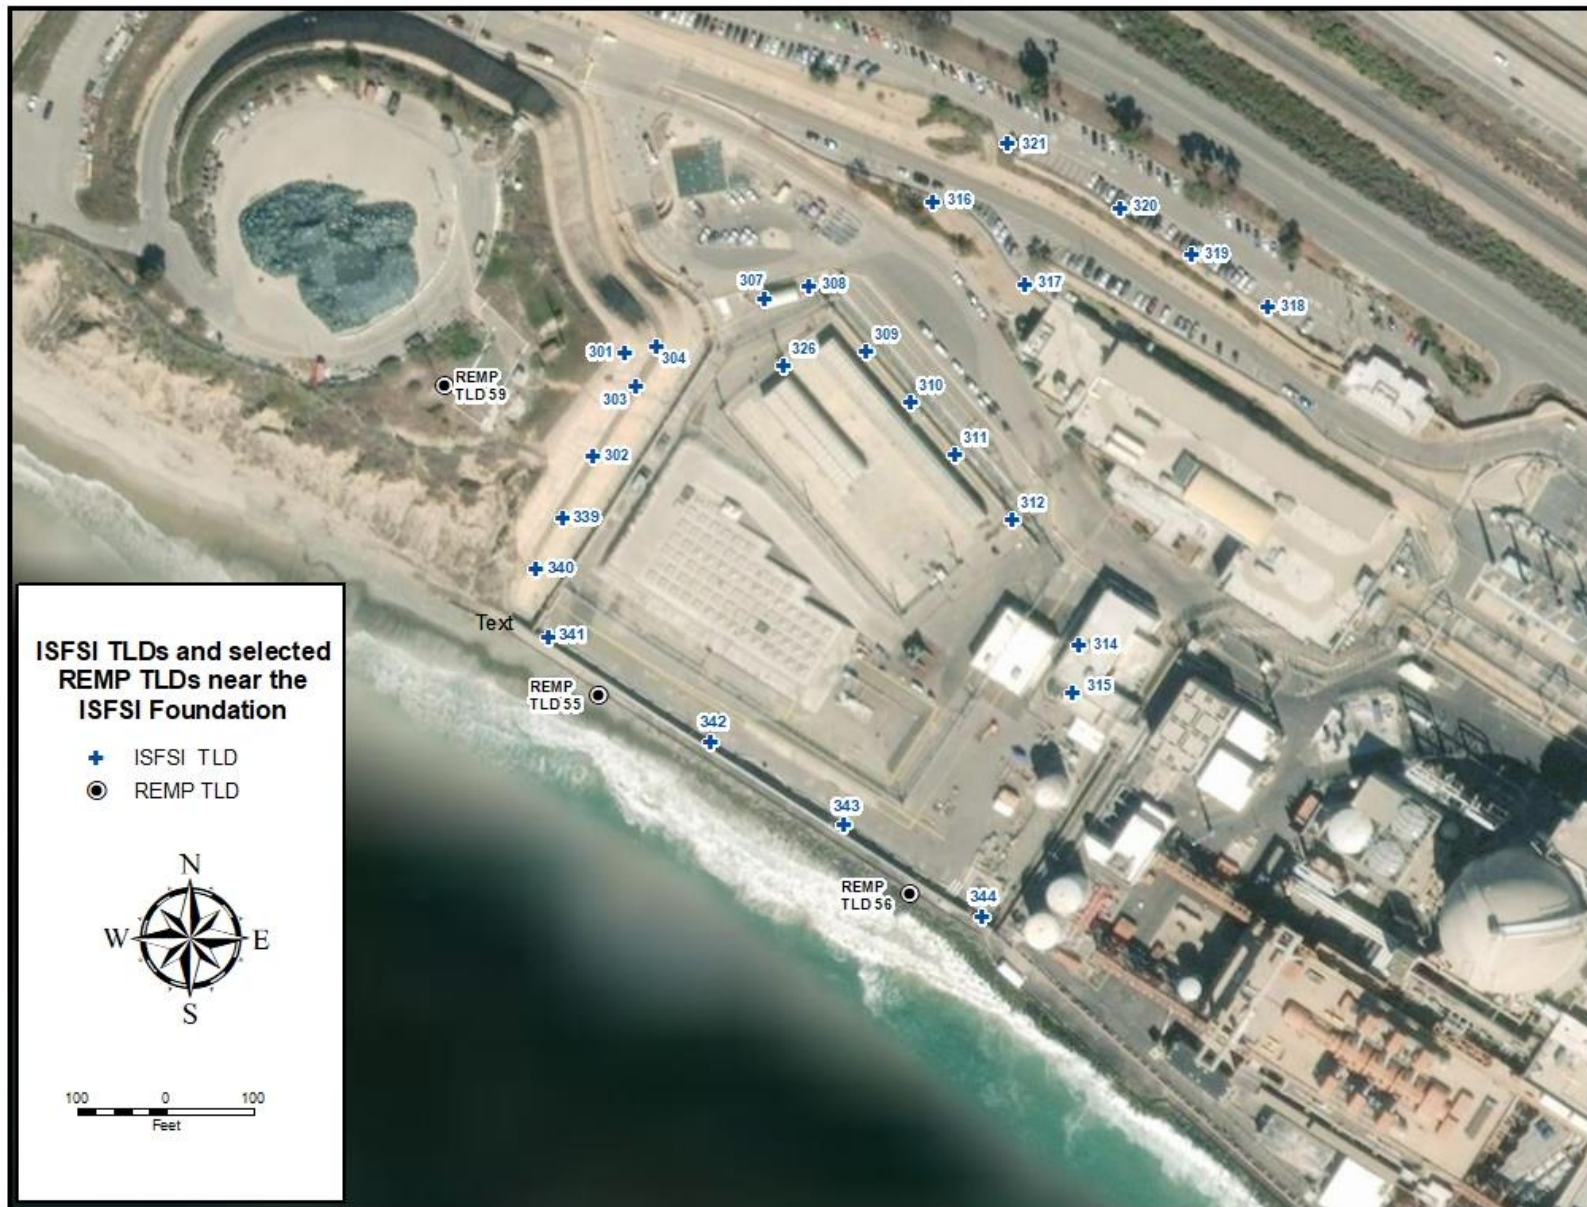 321
316
320
319
307
308
317
318
301
304
309
326
REMP
TLD 59
303
310
302
311
339
312
340
Text
341
314
REMP
TLD 55
315
342
343
REMP
TLD 56
344
ISFSI TLDs and selected
REMP TLDs near the
ISFSI Foundation
ISFSI TLD
REMP TLD
N
W E
S
100 0 100
Feet